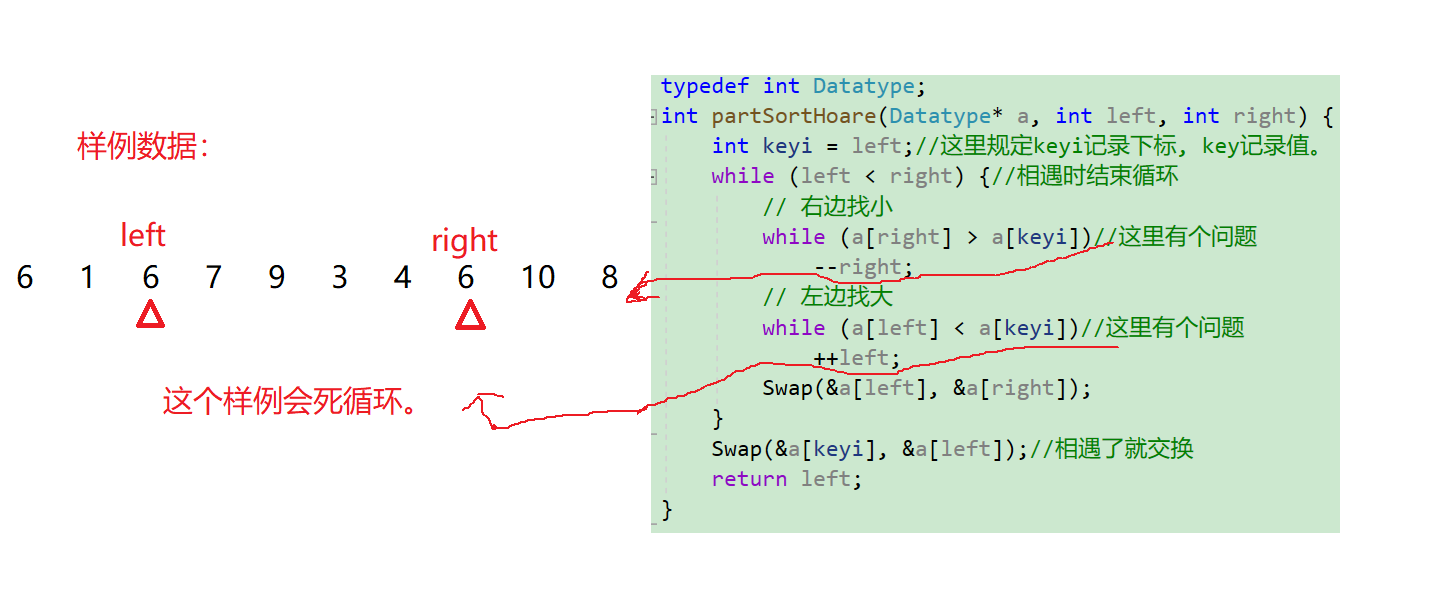 样例数据：
left
right
6 1 6 7 9 3 4 6 10 8
这个样例会死循环。
typedef int Datatype;
int partSortHoare(Datatype* a, int left, int right) {
int keyi = left;//这里规定keyi记录下标, key记录值。
while (left < right) {//相遇时结束循环
// 右边找小
while (a[right] > a[keyi])//这里有个问题
--right;
// 左边找大
while (a[left] < a[keyi])//这里有个问题
++left;
Swap(&a[left], &a[right]);
}
Swap(&a[keyi], &a[left]);//相遇了就交换
return left;
}